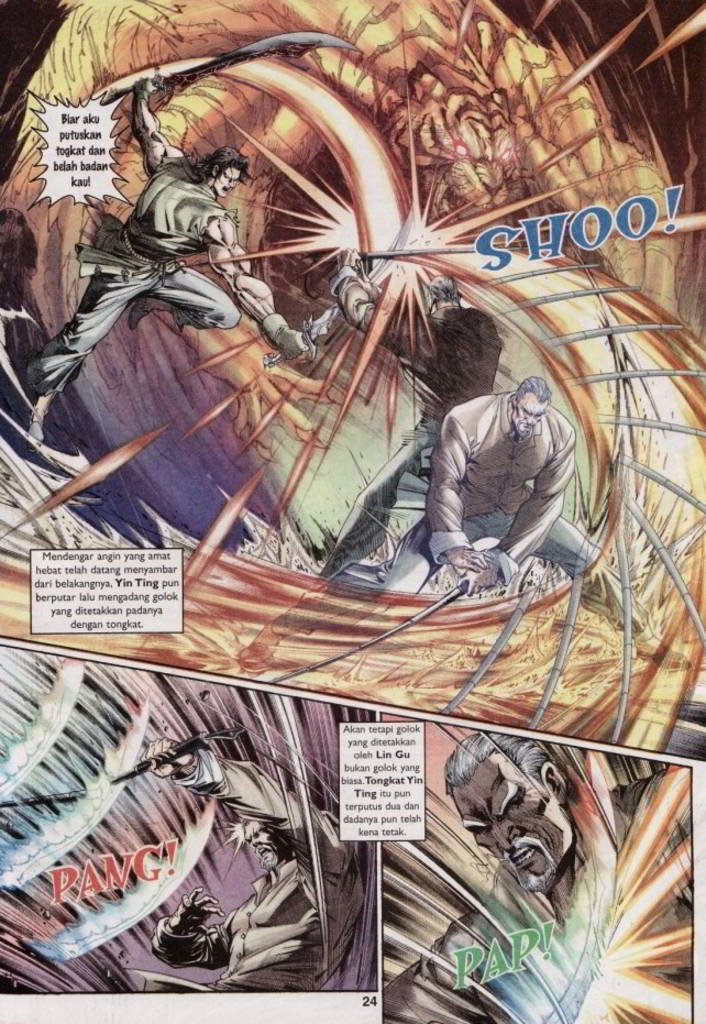 Biar aku
putuskan
togkat dan
belah badan
kau!
SHOO!
Mendengar angin yang amat
hebat telah datang menyambar
dari belakangnya, Yin Ting pun
berputar lalu mengadang golok
yang ditetakkan padanya
dengan tongkat.
PANG!
Akan tetapi golok
yang ditetakkan
oleh Lin Gu
bukan golok yang
biasa. Tongkat Yin
Ting itu pun
terputus dua dan
dadanya pun telah
kena tetak.
PAP!
24